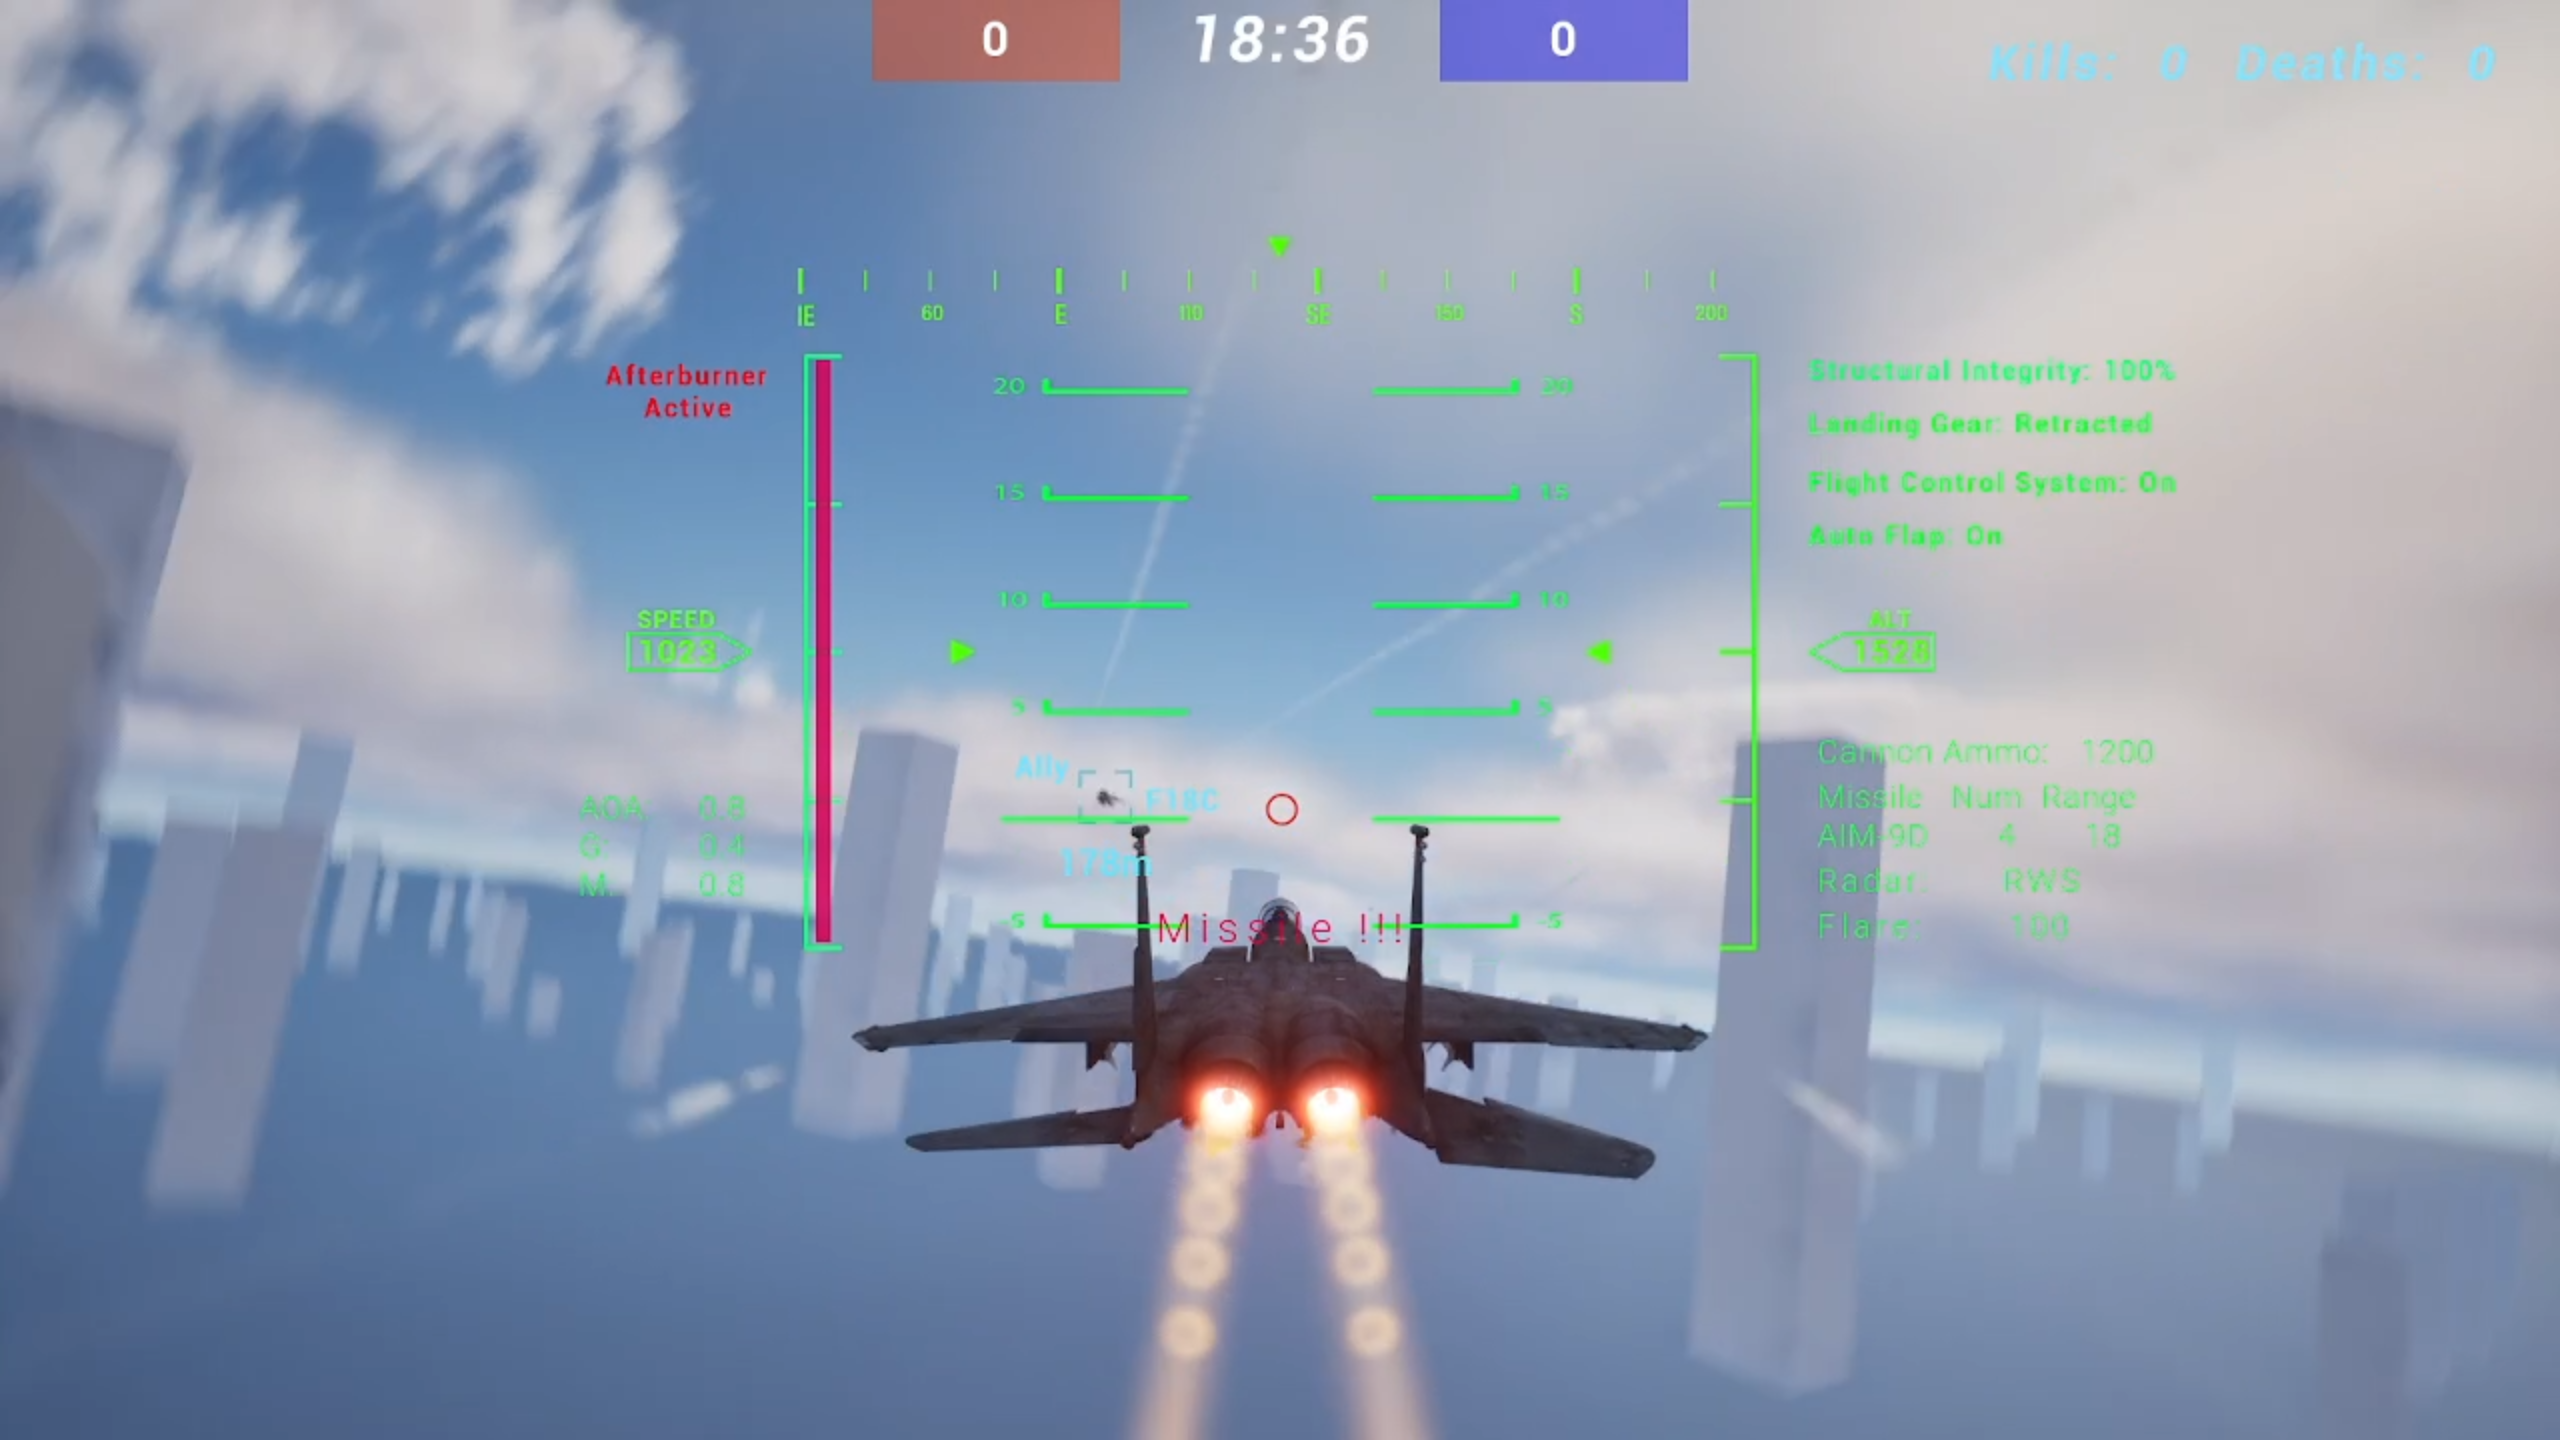 0 18:36 0
Kills: 0 Deaths: 0
IE 60 E 110 SE 150 S 200
Afterburner
Active
20 20
15 15
10 10
5 5
-5 -5
SPEED
1023
AOA: 0.8
G: 0.4
M: 0.8
Ally
F18C
178m
Missile !!!
Structural Integrity: 100%
Landing Gear: Retracted
Flight Control System: On
Auto Flap: On
ALT
1528
Cannon Ammo: 1200
Missile Num Range
AIM-9D 4 18
Radar: RWS
Flare: 100